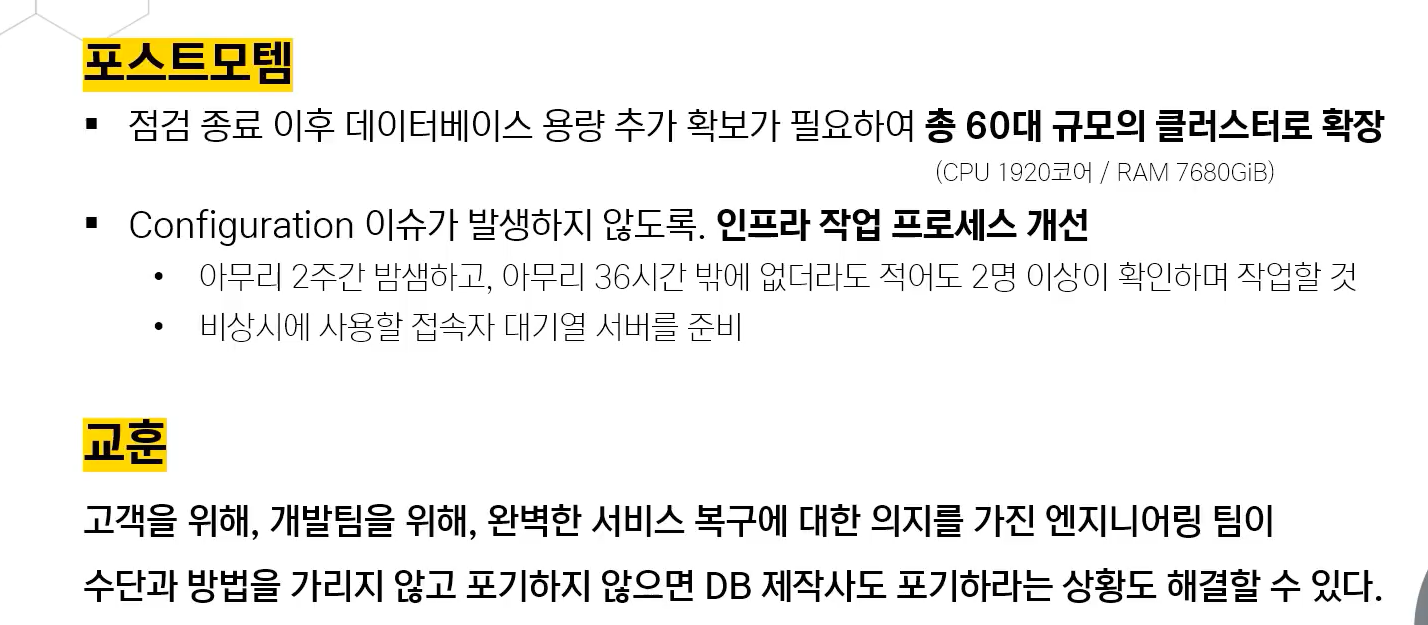 포스트모템
▪ 점검 종료 이후 데이터베이스 용량 추가 확보가 필요하여 총 60대 규모의 클러스터로 확장
(CPU 1920코어 / RAM 7680GiB)
▪ Configuration 이슈가 발생하지 않도록. 인프라 작업 프로세스 개선
• 아무리 2주간 밤샘하고, 아무리 36시간 밖에 없더라도 적어도 2명 이상이 확인하며 작업할 것
• 비상시에 사용할 접속자 대기열 서버를 준비
교훈
고객을 위해, 개발팀을 위해, 완벽한 서비스 복구에 대한 의지를 가진 엔지니어링 팀이
수단과 방법을 가리지 않고 포기하지 않으면 DB 제작사도 포기하라는 상황도 해결할 수 있다.